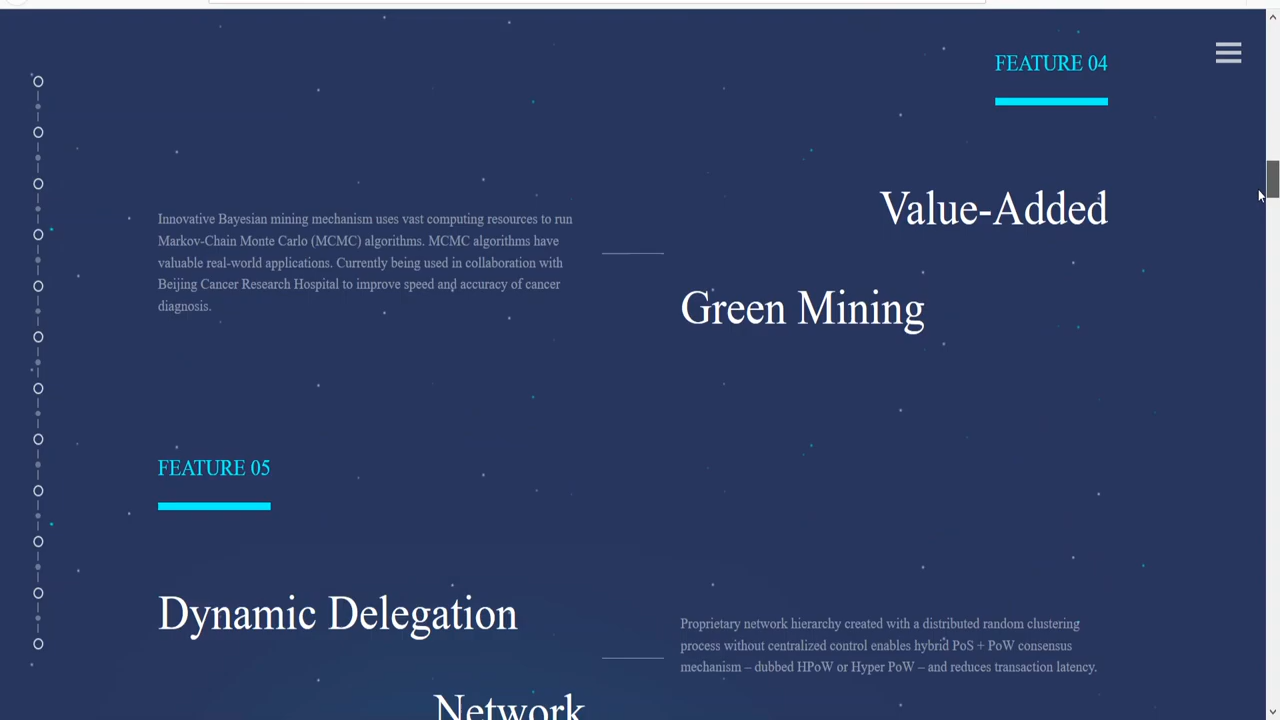 FEATURE 04
Value-Added
Green Mining
Innovative Bayesian mining mechanism uses vast computing resources to run
Markov-Chain Monte Carlo (MCMC) algorithms. MCMC algorithms have
valuable real-world applications. Currently being used in collaboration with
Beijing Cancer Research Hospital to improve speed and accuracy of cancer
diagnosis.
FEATURE 05
Dynamic Delegation
Network
Proprietary network hierarchy created with a distributed random clustering
process without centralized control enables hybrid PoS + PoW consensus
mechanism – dubbed HPoW or Hyper PoW – and reduces transaction latency.